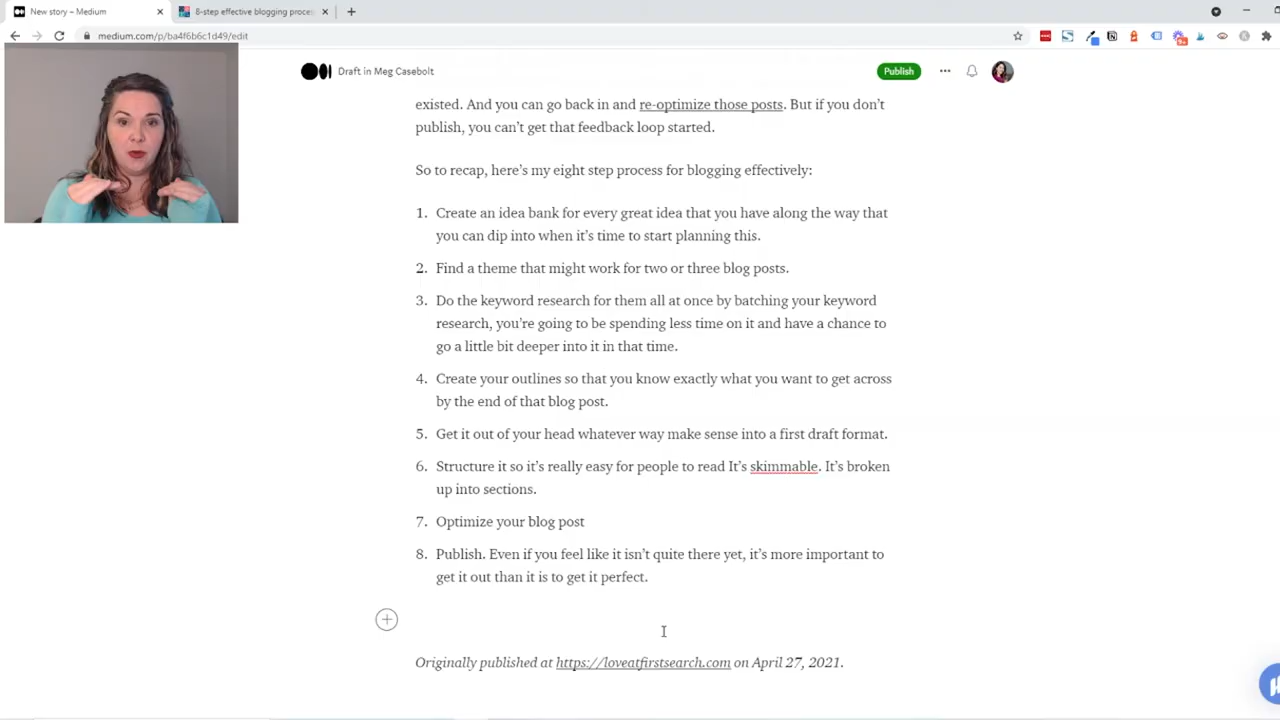 New story – Medium
8-step effective blogging proces
medium.com/p/ba4f6b6c1d49/edit
Draft in Meg Casebolt
Publish
existed. And you can go back in and re-optimize those posts. But if you don't
publish, you can't get that feedback loop started.
So to recap, here's my eight step process for blogging effectively:
1. Create an idea bank for every great idea that you have along the way that
you can dip into when it's time to start planning this.
2. Find a theme that might work for two or three blog posts.
3. Do the keyword research for them all at once by batching your keyword
research, you're going to be spending less time on it and have a chance to
go a little bit deeper into it in that time.
4. Create your outlines so that you know exactly what you want to get across
by the end of that blog post.
5. Get it out of your head whatever way make sense into a first draft format.
6. Structure it so it's really easy for people to read It's skimmable. It's broken
up into sections.
7. Optimize your blog post
8. Publish. Even if you feel like it isn't quite there yet, it's more important to
get it out than it is to get it perfect.
Originally published at https://loveatfirstsearch.com on April 27, 2021.